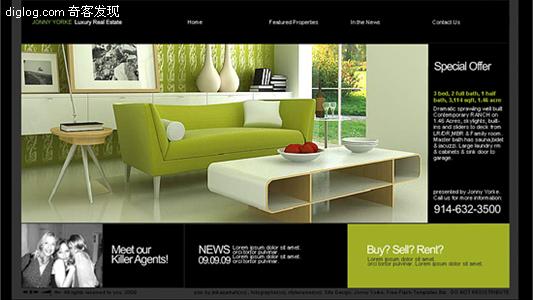 diglog.com 奇客发现
JONNY YORKE Luxury Real Estate
Home
Featured Properties
In the News
Contact Us
Special Offer
3 bed, 2 full bath, 1 half
bath, 3,114 sqft, 1.46 acre
Dramatic sprawling well built
Contemporary RANCH on
1.46 Acres, skylights, built-
ins and sliders to deck from
LR/DR,MBR & Family room.
Master bath has sauna,bidet
& jacuzzi. Large laundry rm
& cabinets & sink door to
garage.
presented by Jonny Yorke.
Call us for more information:
914-632-3500
Meet our
Killer Agents!
NEWS
09.09.09
Lorem ipsum dolor sit amet.
orci tortor pulvinar
Lorem ipsum dolor sit amet.
orci tortor pulvinar.
Buy? Sell? Rent?
Lorem ipsum dolor sit amet.
orci tortor pulvinar.